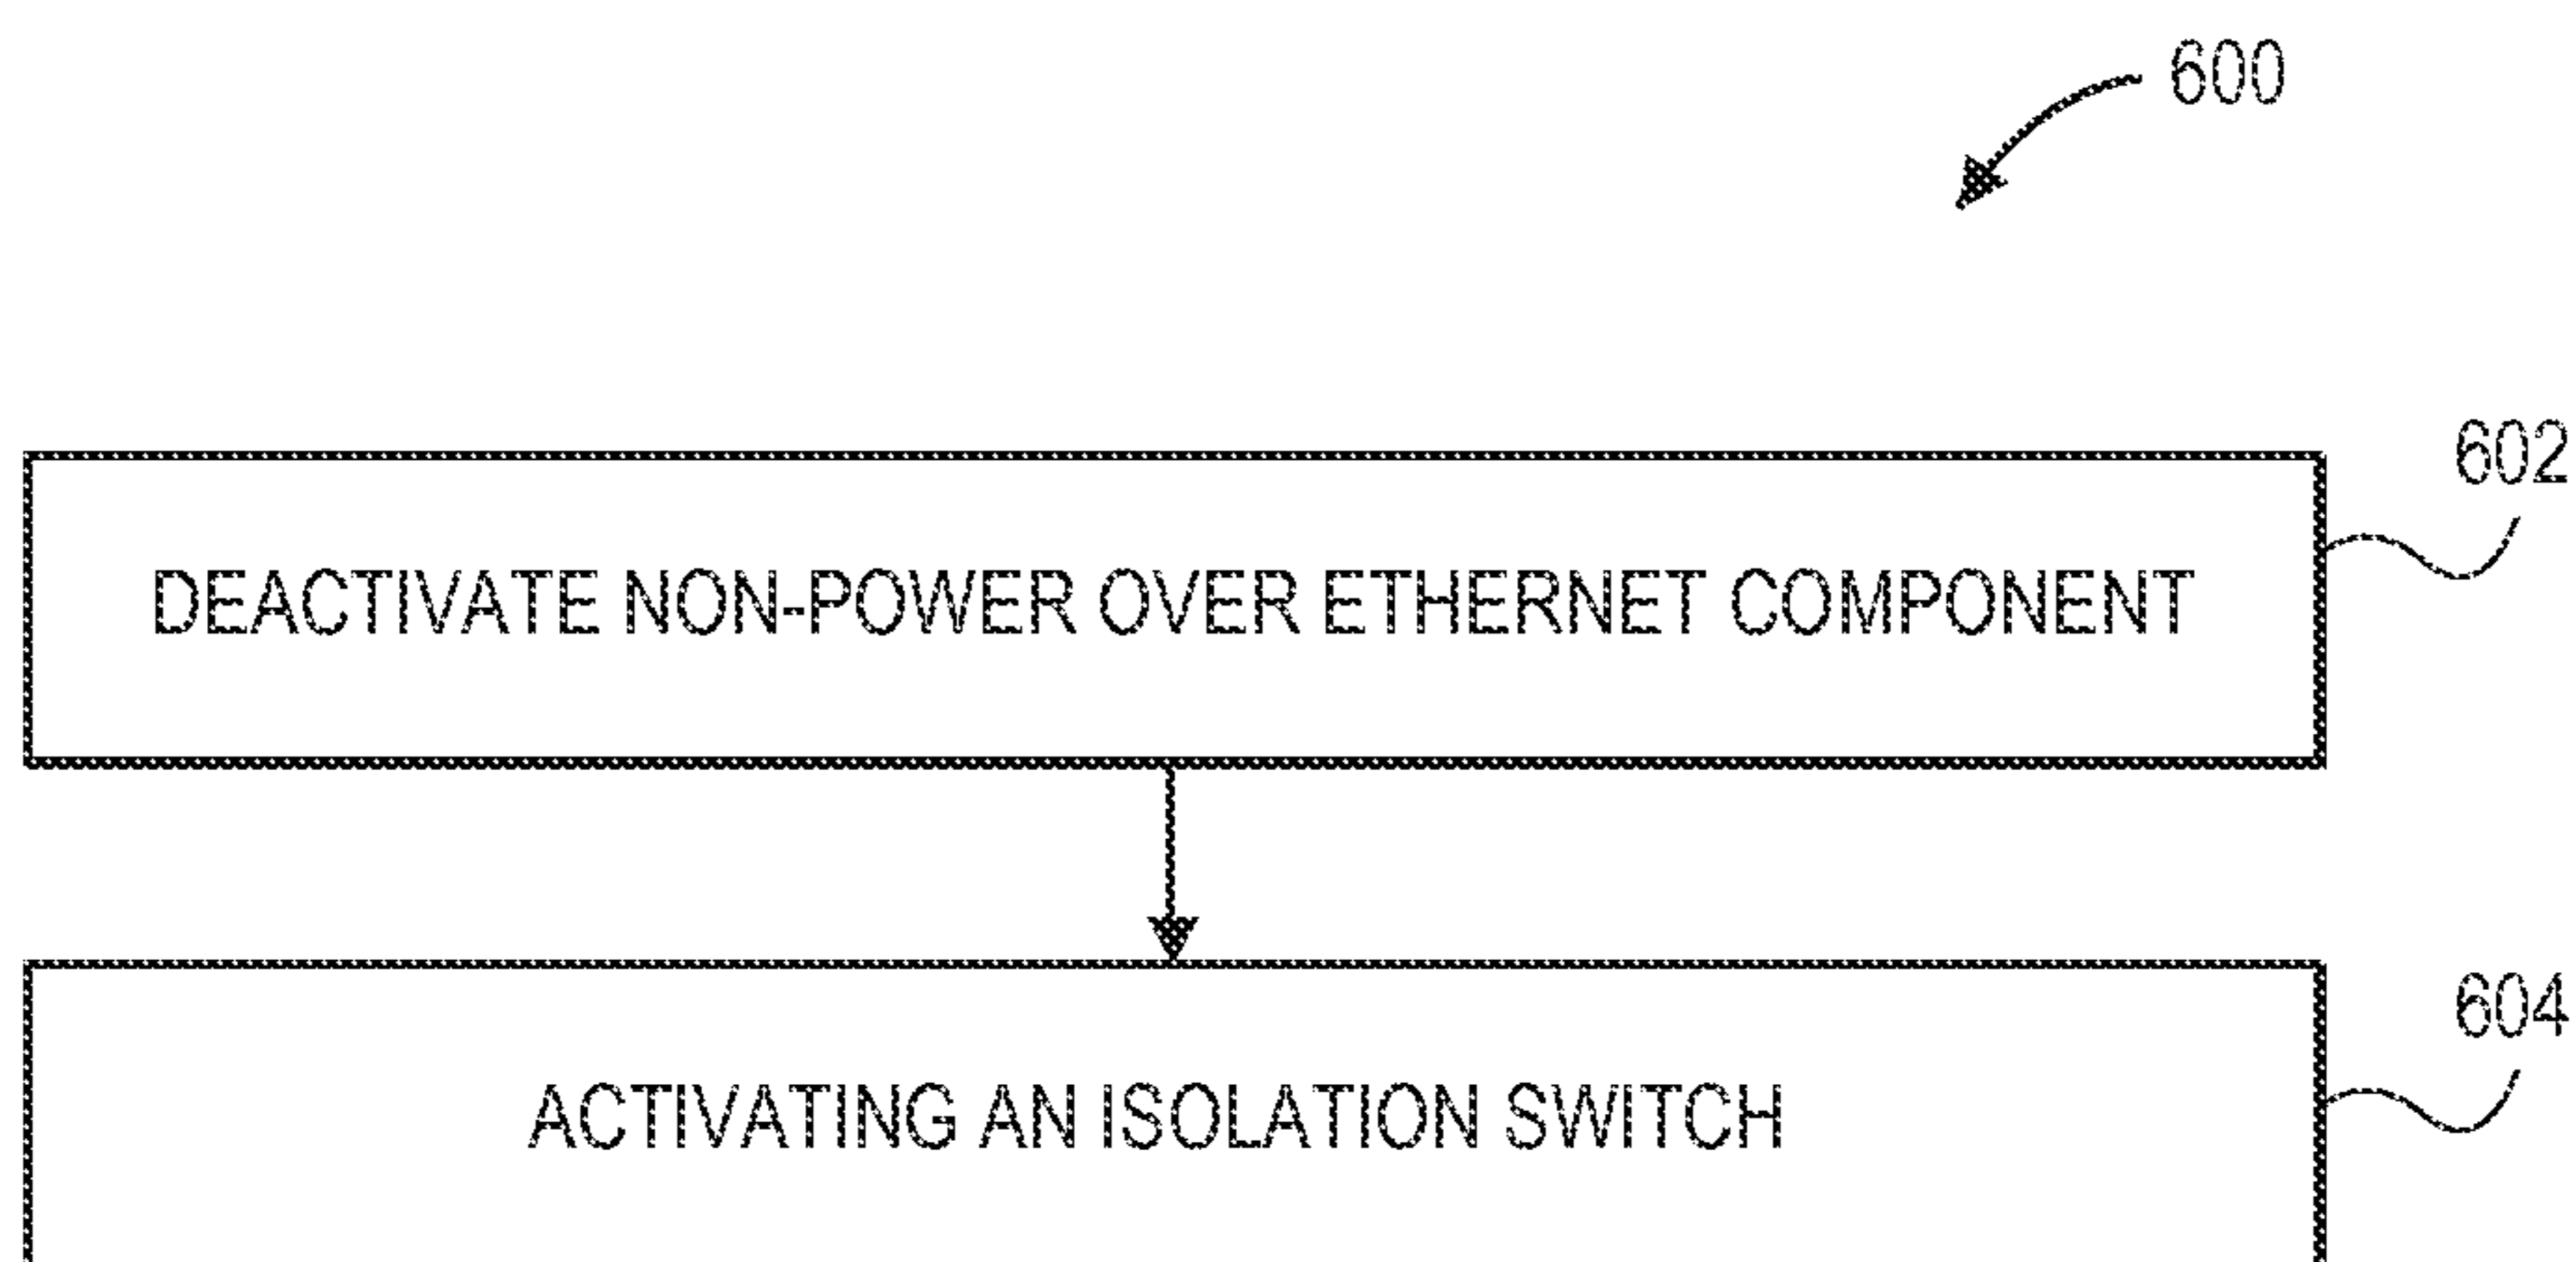 600
602
DEACTIVATE NON-POWER OVER ETHERNET COMPONENT
604
ACTIVATING AN ISOLATION SWITCH